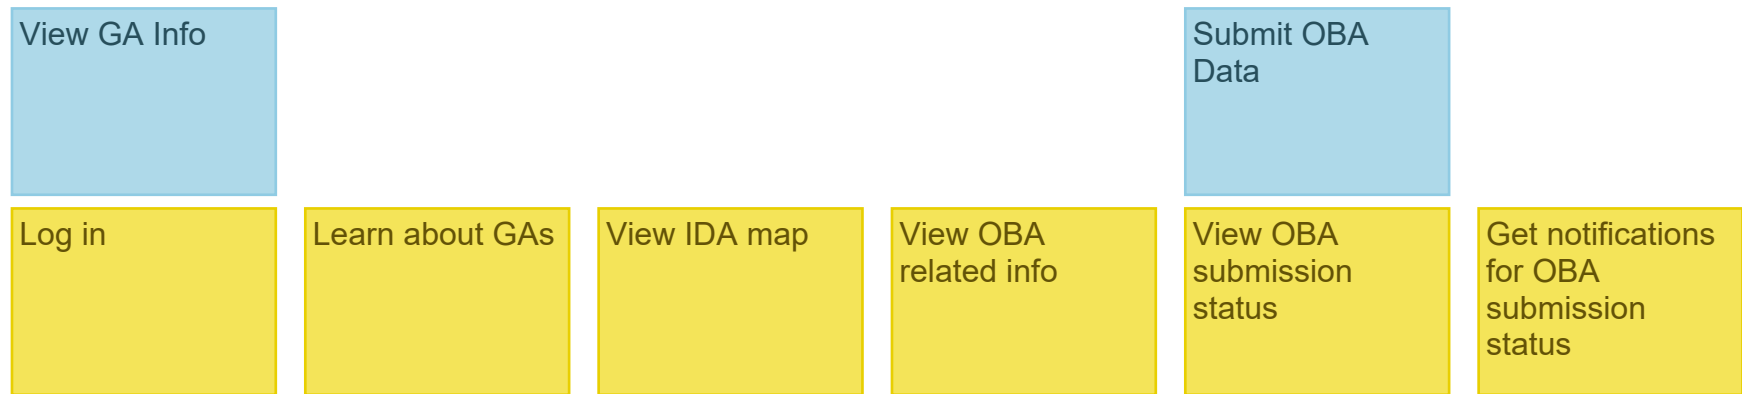 View GA Info
Submit OBA
Data
Log in
Learn about GAs
View IDA map
View OBA
related info
View OBA
submission
status
Get notifications
for OBA
submission
status